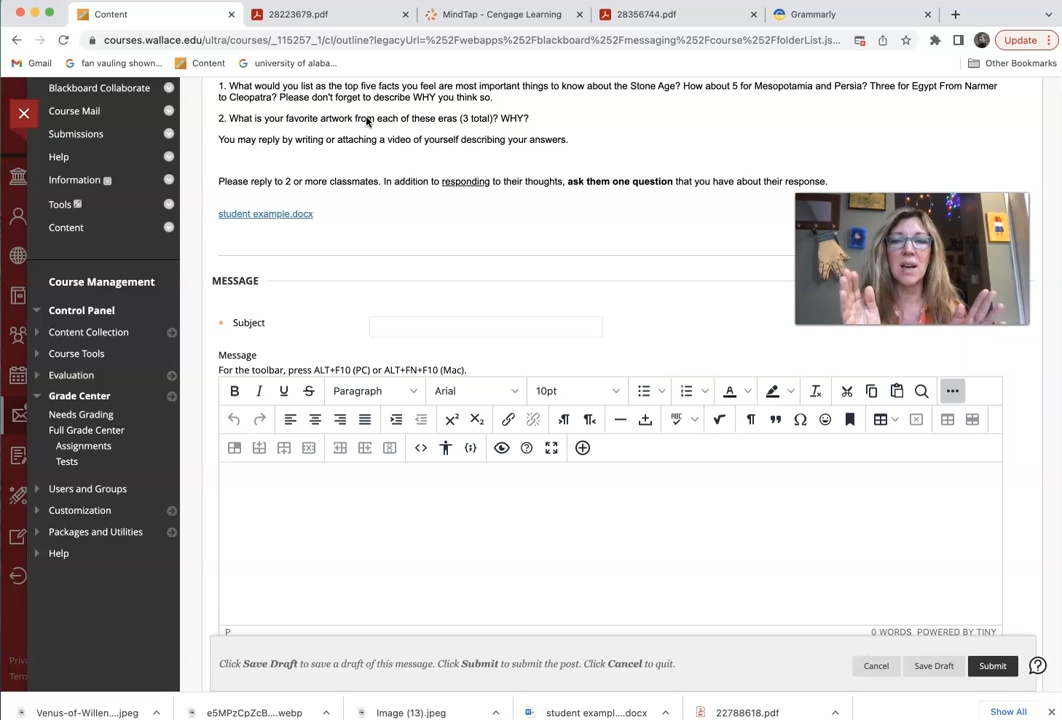 Content
28223679.pdf
MindTap - Cengage Learning
28356744.pdf
Grammarly
courses.wallace.edu/ultra/courses/_115257_1/cl/outline?legacyUrl=%252Fwebapps%252Fblackboard%252Fmessaging%252Fcourse%252FfolderList.js...
Update
Gmail
fan vauling shown...
Content
university of alaba...
Other Bookmarks
Blackboard Collaborate
Course Mail
Submissions
Help
Information
Tools
Content
Course Management
Control Panel
Content Collection
Course Tools
Evaluation
Grade Center
Needs Grading
Full Grade Center
Assignments
Tests
Users and Groups
Customization
Packages and Utilities
Help
Priva
Term
1. What would you list as the top five facts you feel are most important things to know about the Stone Age? How about 5 for Mesopotamia and Persia? Three for Egypt From Narmer
to Cleopatra? Please don't forget to describe WHY you think so.
2. What is your favorite artwork from each of these eras (3 total)? WHY?
You may reply by writing or attaching a video of yourself describing your answers.
Please reply to 2 or more classmates. In addition to responding to their thoughts, ask them one question that you have about their response.
student example.docx
MESSAGE
* Subject
Message
For the toolbar, press ALT+F10 (PC) or ALT+FN+F10 (Mac).
B I U S Paragraph Arial 10pt
P
0 WORDS POWERED BY TINY
Click Save Draft to save a draft of this message. Click Submit to submit the post. Click Cancel to quit.
Cancel
Save Draft
Submit
Venus-of-Willen....jpeg
e5MPzCpZcB....webp
Image (13).jpeg
student exampl....docx
22788618.pdf
Show All